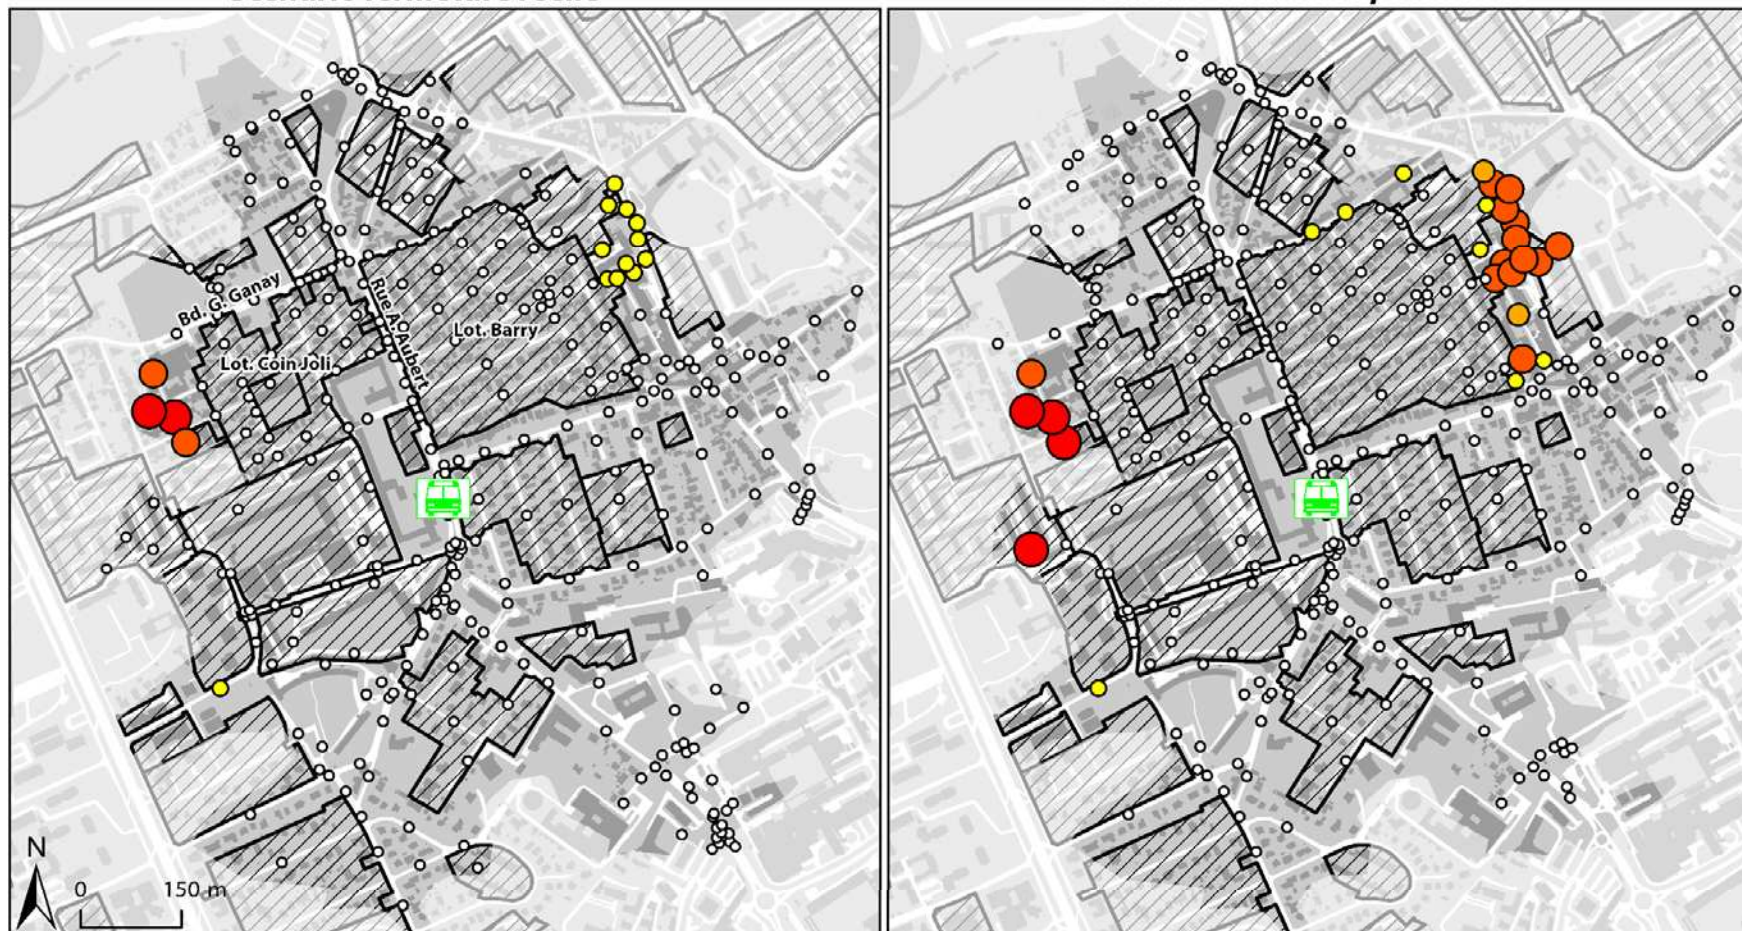 Bd. G. Ganay
Rue A. Aubert
Lot. Barry
Lot. Coin Joli
N
0 150 m